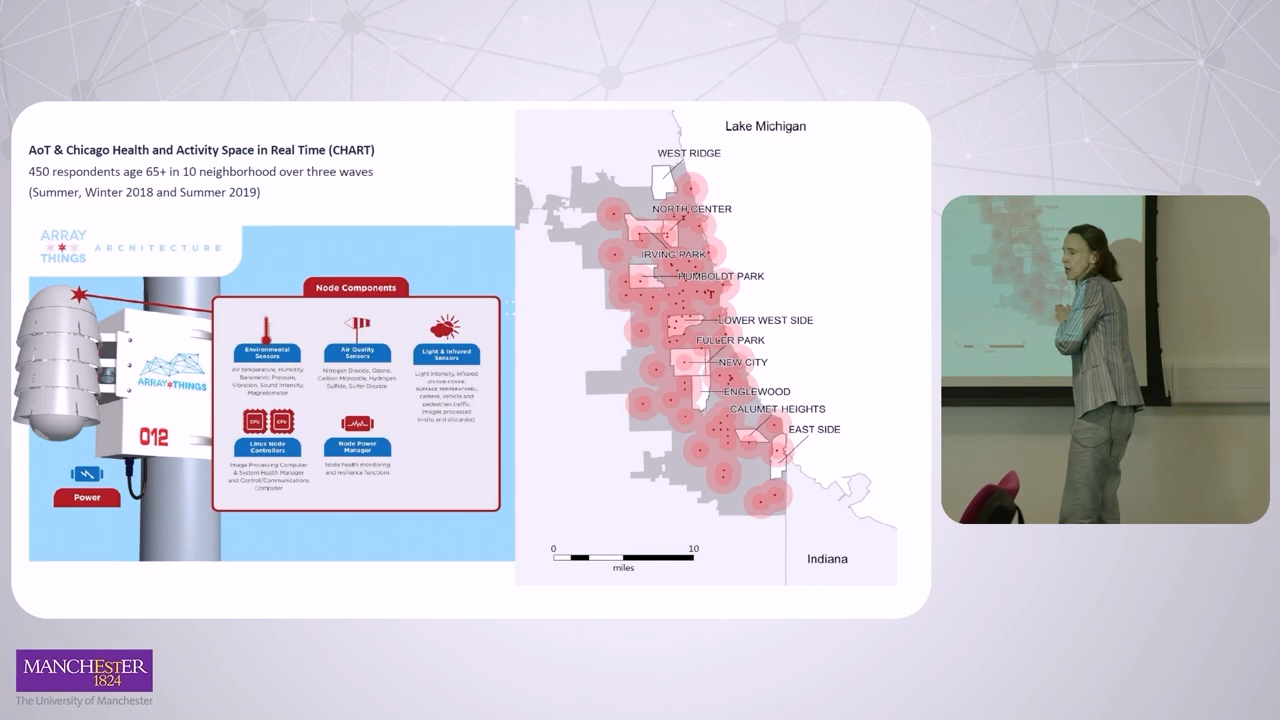 AoT & Chicago Health and Activity Space in Real Time (CHART)
450 respondents age 65+ in 10 neighborhood over three waves
(Summer, Winter 2018 and Summer 2019)
ARRAY
THINGS
ARCHITECTURE
Node Components
Environmental
Sensors
Air temperature, Humidity,
Barometric Pressure,
Vibration, Sound Intensity,
Magnetometer
Air Quality
Sensors
Nitrogen Dioxide, Ozone,
Carbon Monoxide, Hydrogen
Sulfide, Sulfer Dioxide
Light & Infrared
Sensors
Light intensity, infrared
(CLOUD COVER,
SURFACE TEMPERATURE),
camera, vehicle and
pedestrian traffic.
Images processed
in-situ and discarded.
CPU
CPU
Linux Node
Controllers
Image Processing Computer
& System Health Manager
and Control/Communications
Computer
Node Power
Manager
Node health monitoring
and resilience functions
ARRAY THINGS
012
Power
Lake Michigan
WEST RIDGE
NORTH CENTER
IRVING PARK
HUMBOLDT PARK
LOWER WEST SIDE
FULLER PARK
NEW CITY
ENGLEWOOD
CALUMET HEIGHTS
EAST SIDE
0 10
miles
Indiana
MANCHESTER
1824
The University of Manchester